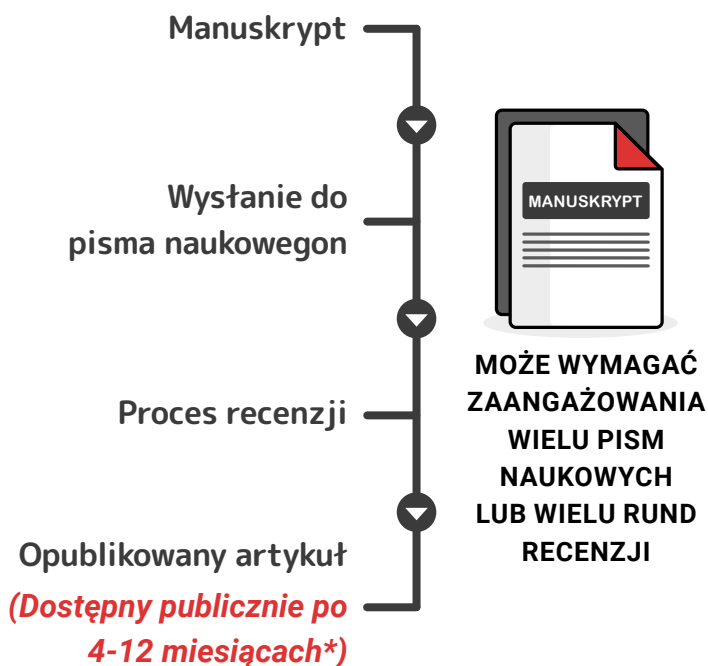 Manuskrypt
Wysłanie do
pisma naukowegon
Proces recenzji
Opublikowany artykuł
(Dostępny publicznie po
4-12 miesiącach*)
MANUSKRYPT
MOŻE WYMAGAĆ
ZAANGAŻOWANIA
WIELU PISM
NAUKOWYCH
LUB WIELU RUND
RECENZJI